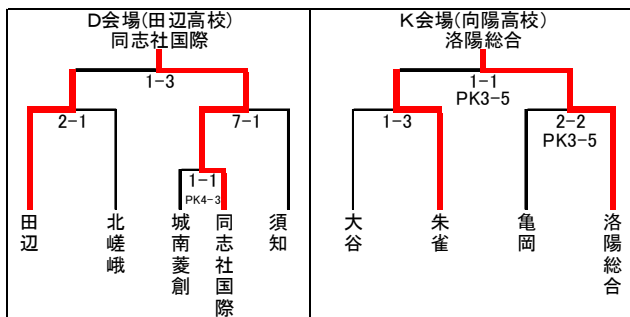 D会場(田辺高校)
同志社国際
1-3
2-1
7-1
1-1
PK4-3
田辺
北嵯峨
城南菱創
同志社国際
須知
K会場(向陽高校)
洛陽総合
1-1
PK3-5
1-3
2-2
PK3-5
大谷
朱雀
亀岡
洛陽総合